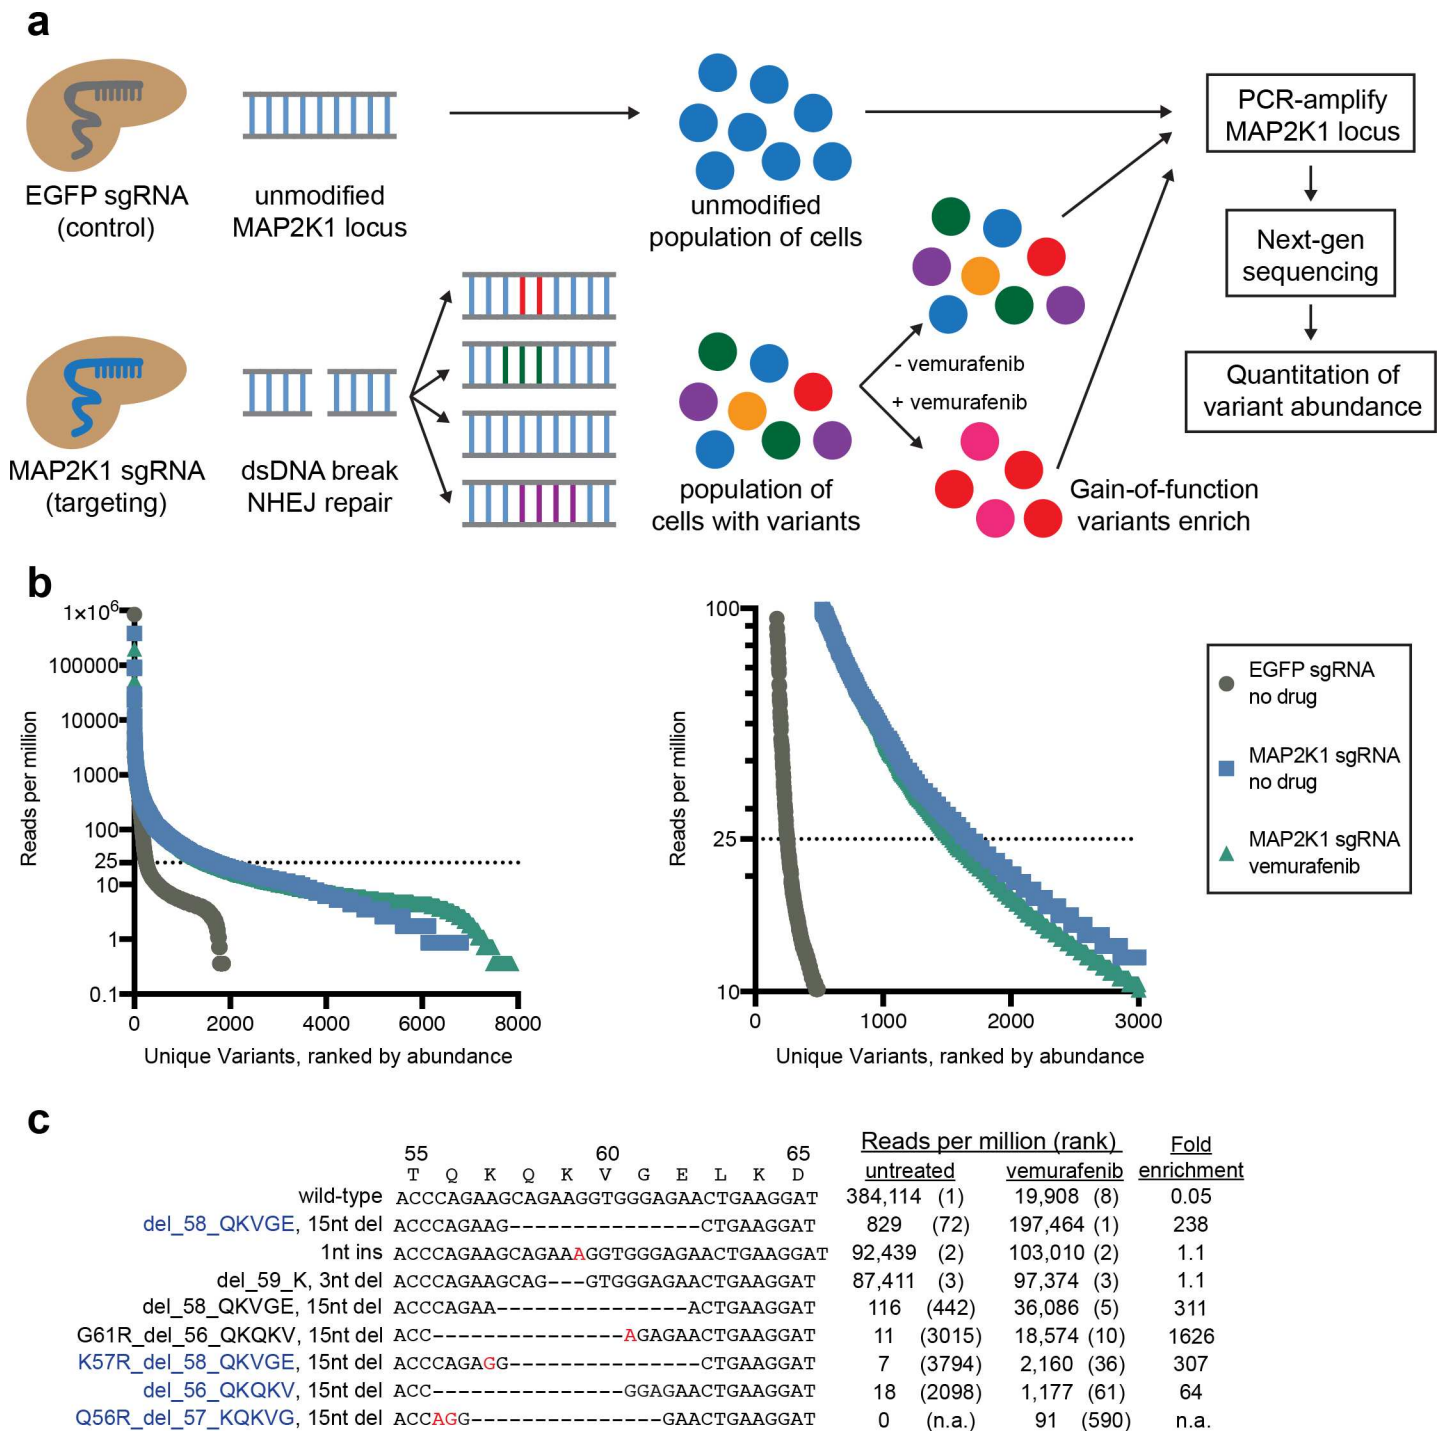 a
EGFP sgRNA
(control)
unmodified
MAP2K1 locus
unmodified
population of cells
PCR-amplify
MAP2K1 locus
Next-gen
sequencing
Quantitation of
variant abundance
MAP2K1 sgRNA
(targeting)
dsDNA break
NHEJ repair
population of
cells with variants
- vemurafenib
+ vemurafenib
Gain-of-function
variants enrich
b
Reads per million
1×10⁶
100000
10000
1000
100
25
10
1
0.1
0 2000 4000 6000 8000
Unique Variants, ranked by abundance
Reads per million
100
25
10
0 1000 2000 3000
Unique Variants, ranked by abundance
EGFP sgRNA
no drug
MAP2K1 sgRNA
no drug
MAP2K1 sgRNA
vemurafenib
c
55 60 65 Reads per million (rank) Fold
T Q K Q K V G E L K D untreated vemurafenib enrichment
wild-type ACCCAGAAGCAGAAGGTGGGAGAACTGAAGGAT 384,114 (1) 19,908 (8) 0.05
del_58_QKVGE, 15nt del ACCCAGAAG---------------CTGAAGGAT 829 (72) 197,464 (1) 238
1nt ins ACCCAGAAGCAGAAAGGTGGGAGAACTGAAGGAT 92,439 (2) 103,010 (2) 1.1
del_59_K, 3nt del ACCCAGAAGCAG---GTGGGAGAACTGAAGGAT 87,411 (3) 97,374 (3) 1.1
del_58_QKVGE, 15nt del ACCCAGAA---------------ACTGAAGGAT 116 (442) 36,086 (5) 311
G61R_del_56_QKQKV, 15nt del ACC---------------AGAGAACTGAAGGAT 11 (3015) 18,574 (10) 1626
K57R_del_58_QKVGE, 15nt del ACCCAGAGG---------------CTGAAGGAT 7 (3794) 2,160 (36) 307
del_56_QKQKV, 15nt del ACC---------------GGAGAACTGAAGGAT 18 (2098) 1,177 (61) 64
Q56R_del_57_KQKVG, 15nt del ACCAGG---------------GAACTGAAGGAT 0 (n.a.) 91 (590) n.a.